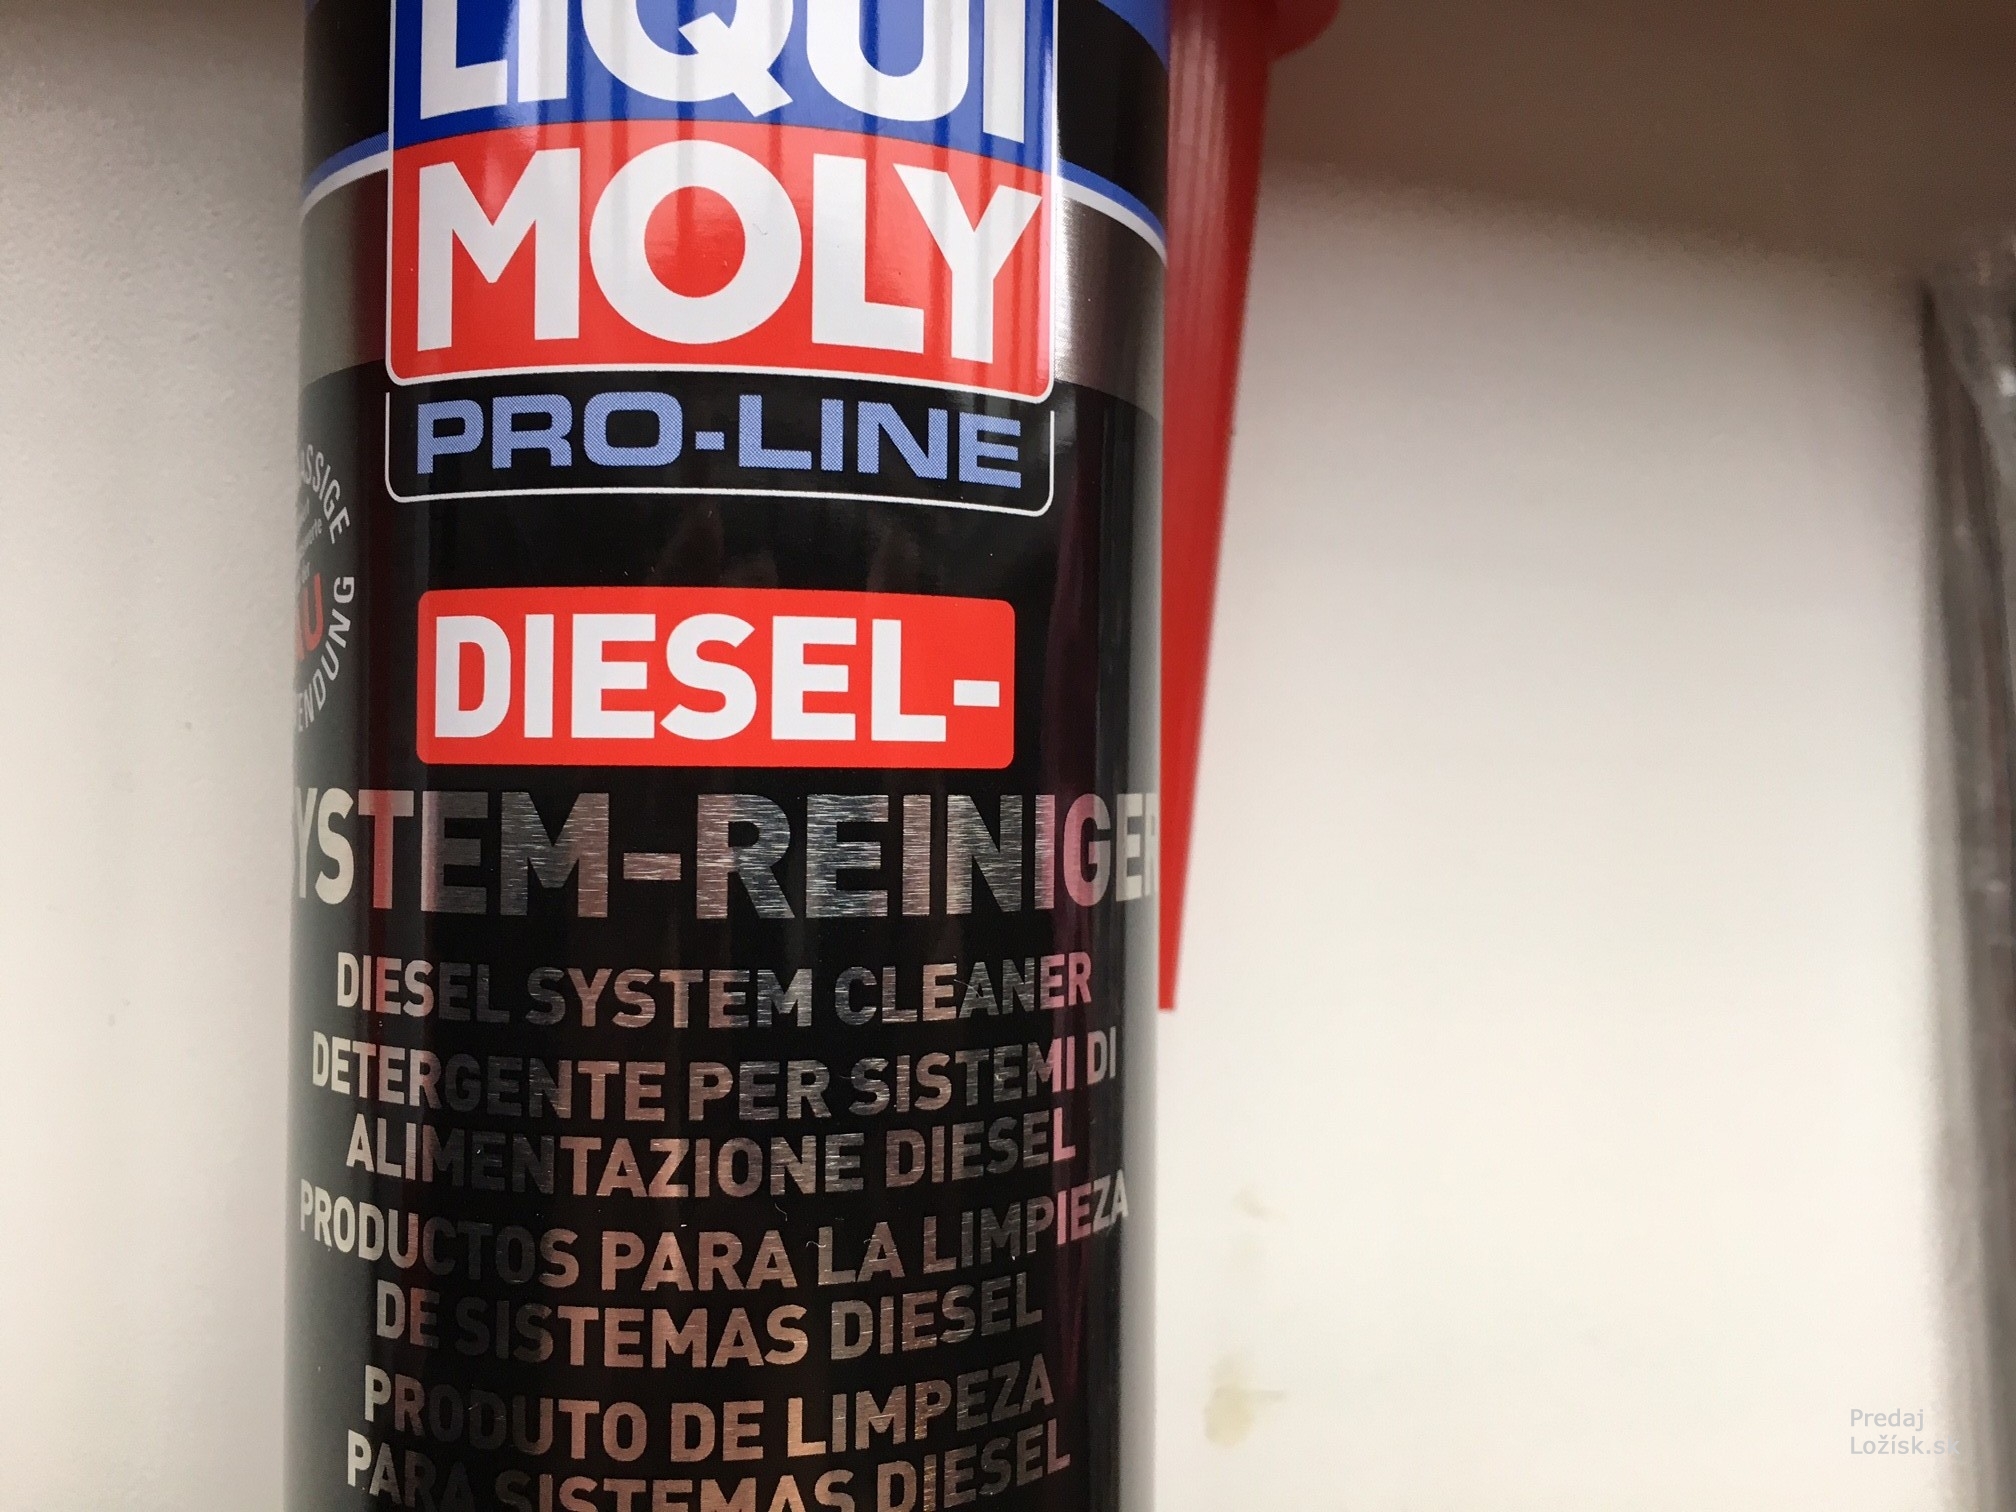 LIQUI
MOLY
PRO-LINE
DIESEL-
YSTEM-REINIGER
DIESEL SYSTEM CLEANER
DETERGENTE PER SISTEMI DI
ALIMENTAZIONE DIESEL
PRODUCTOS PARA LA LIMPIEZA
DE SISTEMAS DIESEL
PRODUTO DE LIMPEZA
PARA SISTEMAS DIESEL
Predaj
Ložísk.sk